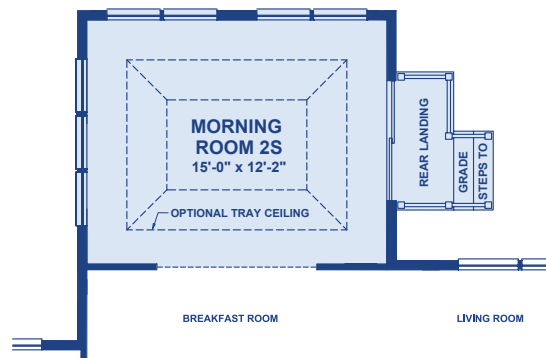 MORNING
ROOM 2S
15'-0" x 12'-2"
OPTIONAL TRAY CEILING
REAR LANDING
GRADE
STEPS TO
BREAKFAST ROOM
LIVING ROOM